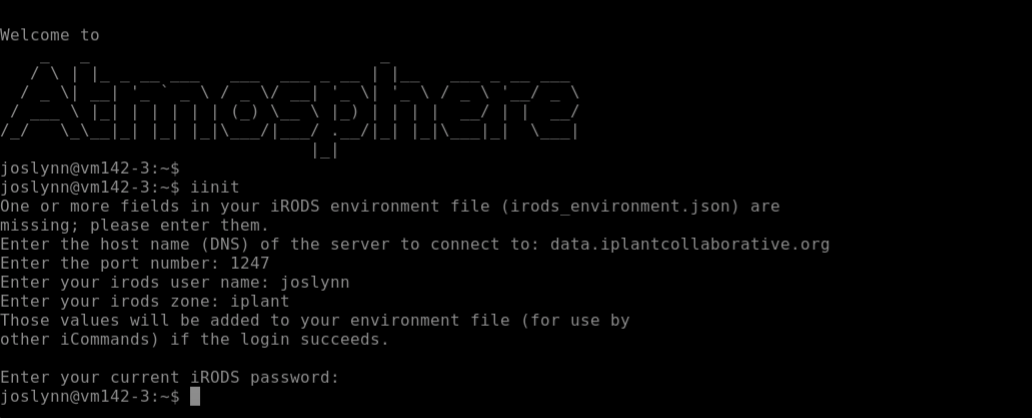 Welcome to
Atmosphere
joslynn@vm142-3:~$
joslynn@vm142-3:~$ iinit
One or more fields in your iRODS environment file (irods_environment.json) are
missing; please enter them.
Enter the host name (DNS) of the server to connect to: data.iplantcollaborative.org
Enter the port number: 1247
Enter your irods user name: joslynn
Enter your irods zone: iplant
Those values will be added to your environment file (for use by
other iCommands) if the login succeeds.
Enter your current iRODS password:
joslynn@vm142-3:~$